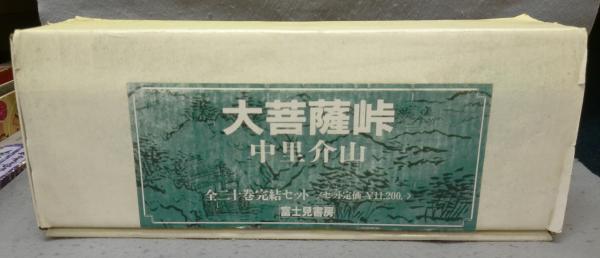 大菩薩峠
中里介山
全二十巻完結セット〈セット定価 ¥11,200.〉
富士見書房